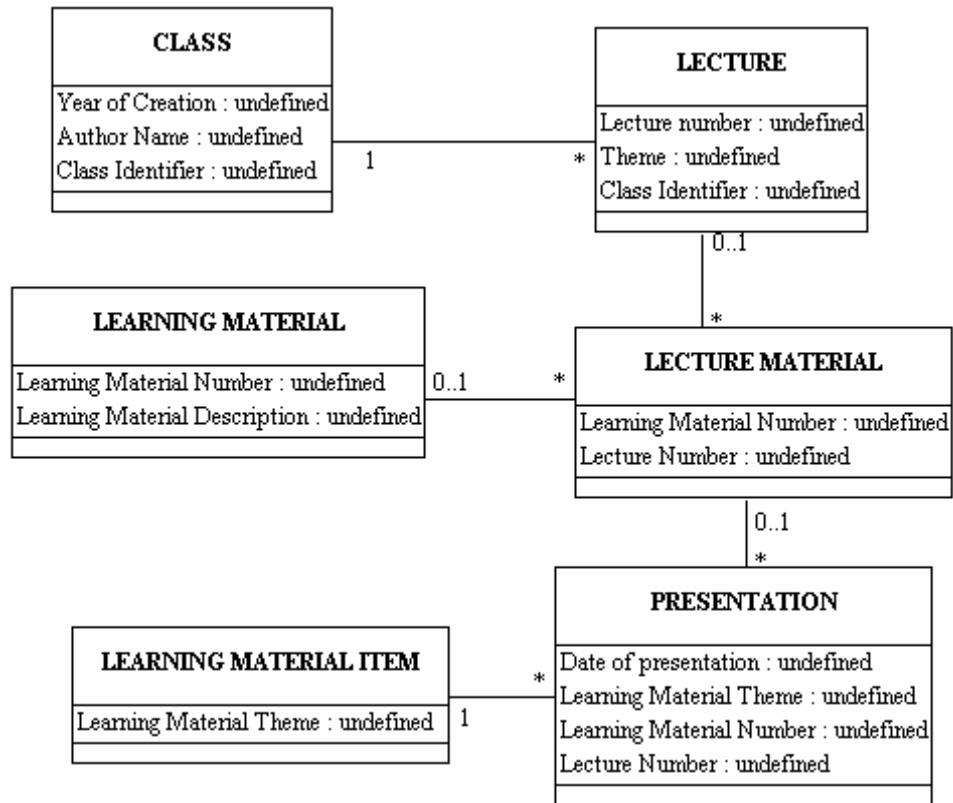 CLASS
Year of Creation : undefined
Author Name : undefined
Class Identifier : undefined
1
*
LECTURE
Lecture number : undefined
Theme : undefined
Class Identifier : undefined
0..1
*
LEARNING MATERIAL
Learning Material Number : undefined
Learning Material Description : undefined
0..1
*
LECTURE MATERIAL
Learning Material Number : undefined
Lecture Number : undefined
0..1
*
LEARNING MATERIAL ITEM
Learning Material Theme : undefined
1
*
PRESENTATION
Date of presentation : undefined
Learning Material Theme : undefined
Learning Material Number : undefined
Lecture Number : undefined